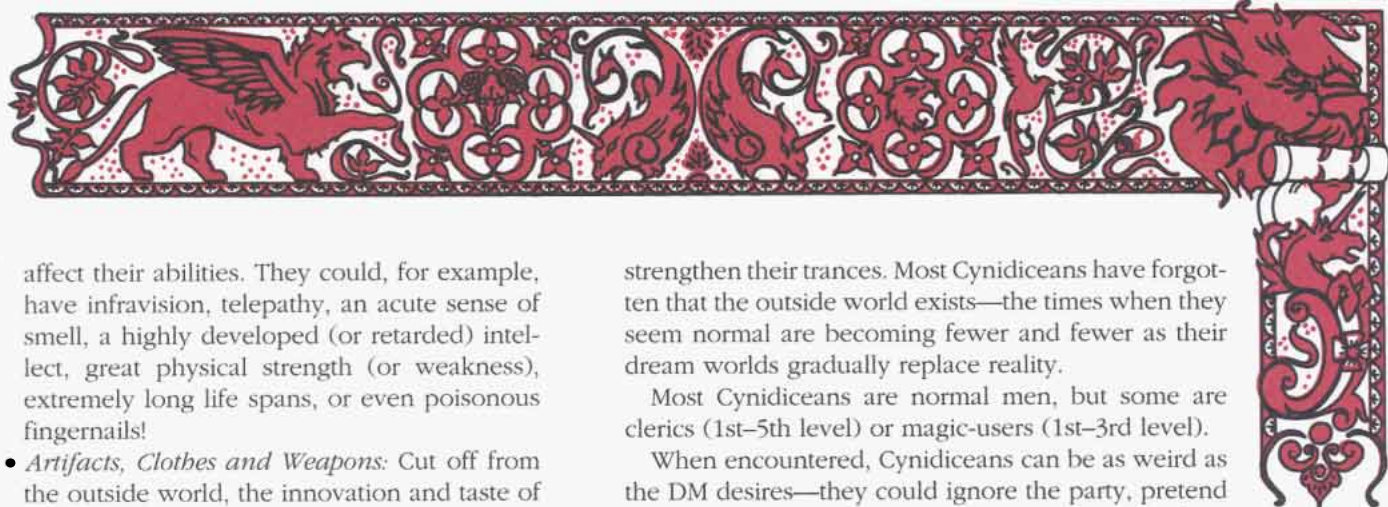 affect their abilities. They could, for example,
have infravision, telepathy, an acute sense of
smell, a highly developed (or retarded) intel-
lect, great physical strength (or weakness),
extremely long life spans, or even poisonous
fingernails!
• Artifacts, Clothes and Weapons: Cut off from
the outside world, the innovation and taste of
strengthen their trances. Most Cynidiceans have forgot-
ten that the outside world exists—the times when they
seem normal are becoming fewer and fewer as their
dream worlds gradually replace reality.
Most Cynidiceans are normal men, but some are
clerics (1st–5th level) or magic-users (1st–3rd level).
When encountered, Cynidiceans can be as weird as
the DM desires—they could ignore the party, pretend